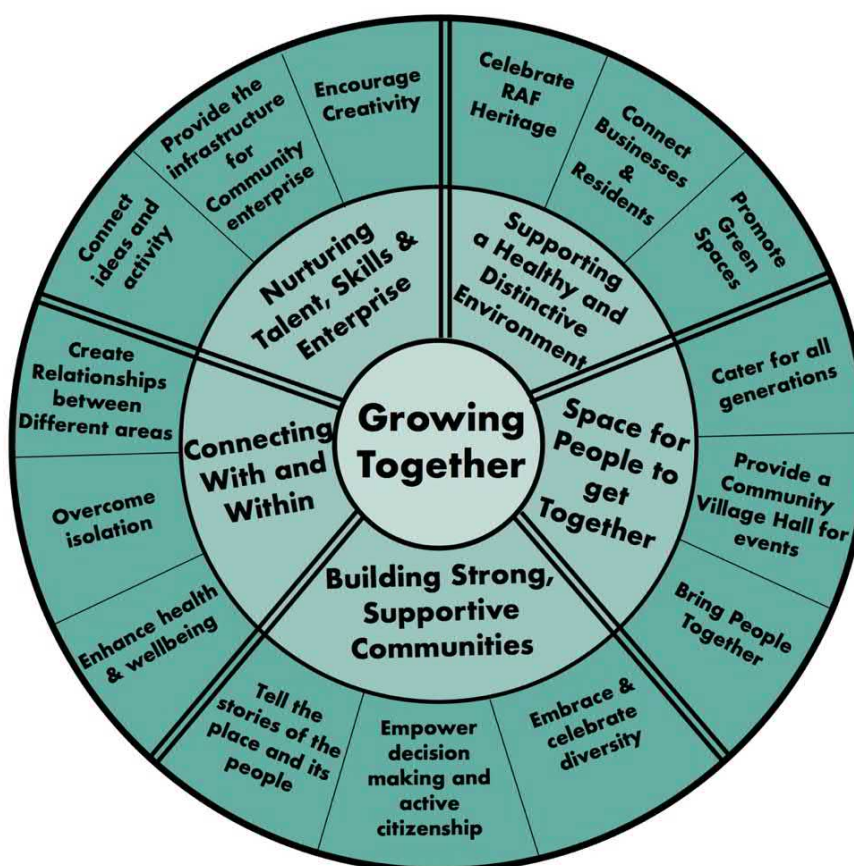 Growing
Together
Supporting
a Healthy and
Distinctive
Environment
Celebrate
RAF
Heritage
Connect
Businesses
&
Residents
Promote
Green
Spaces
Space for
People to
get
Together
Cater for all
generations
Provide a
Community
Village Hall for
events
Bring People
Together
Building Strong,
Supportive
Communities
Embrace &
celebrate
diversity
Empower
decision
making and
active
citizenship
Tell the
stories of the
place and its
people
Connecting
With and
Within
Enhance health
& wellbeing
Overcome
isolation
Create
Relationships
between
Different areas
Nurturing
Talent, Skills &
Enterprise
Connect
ideas and
activity
Provide the
infrastructure
for
Community
enterprise
Encourage
Creativity